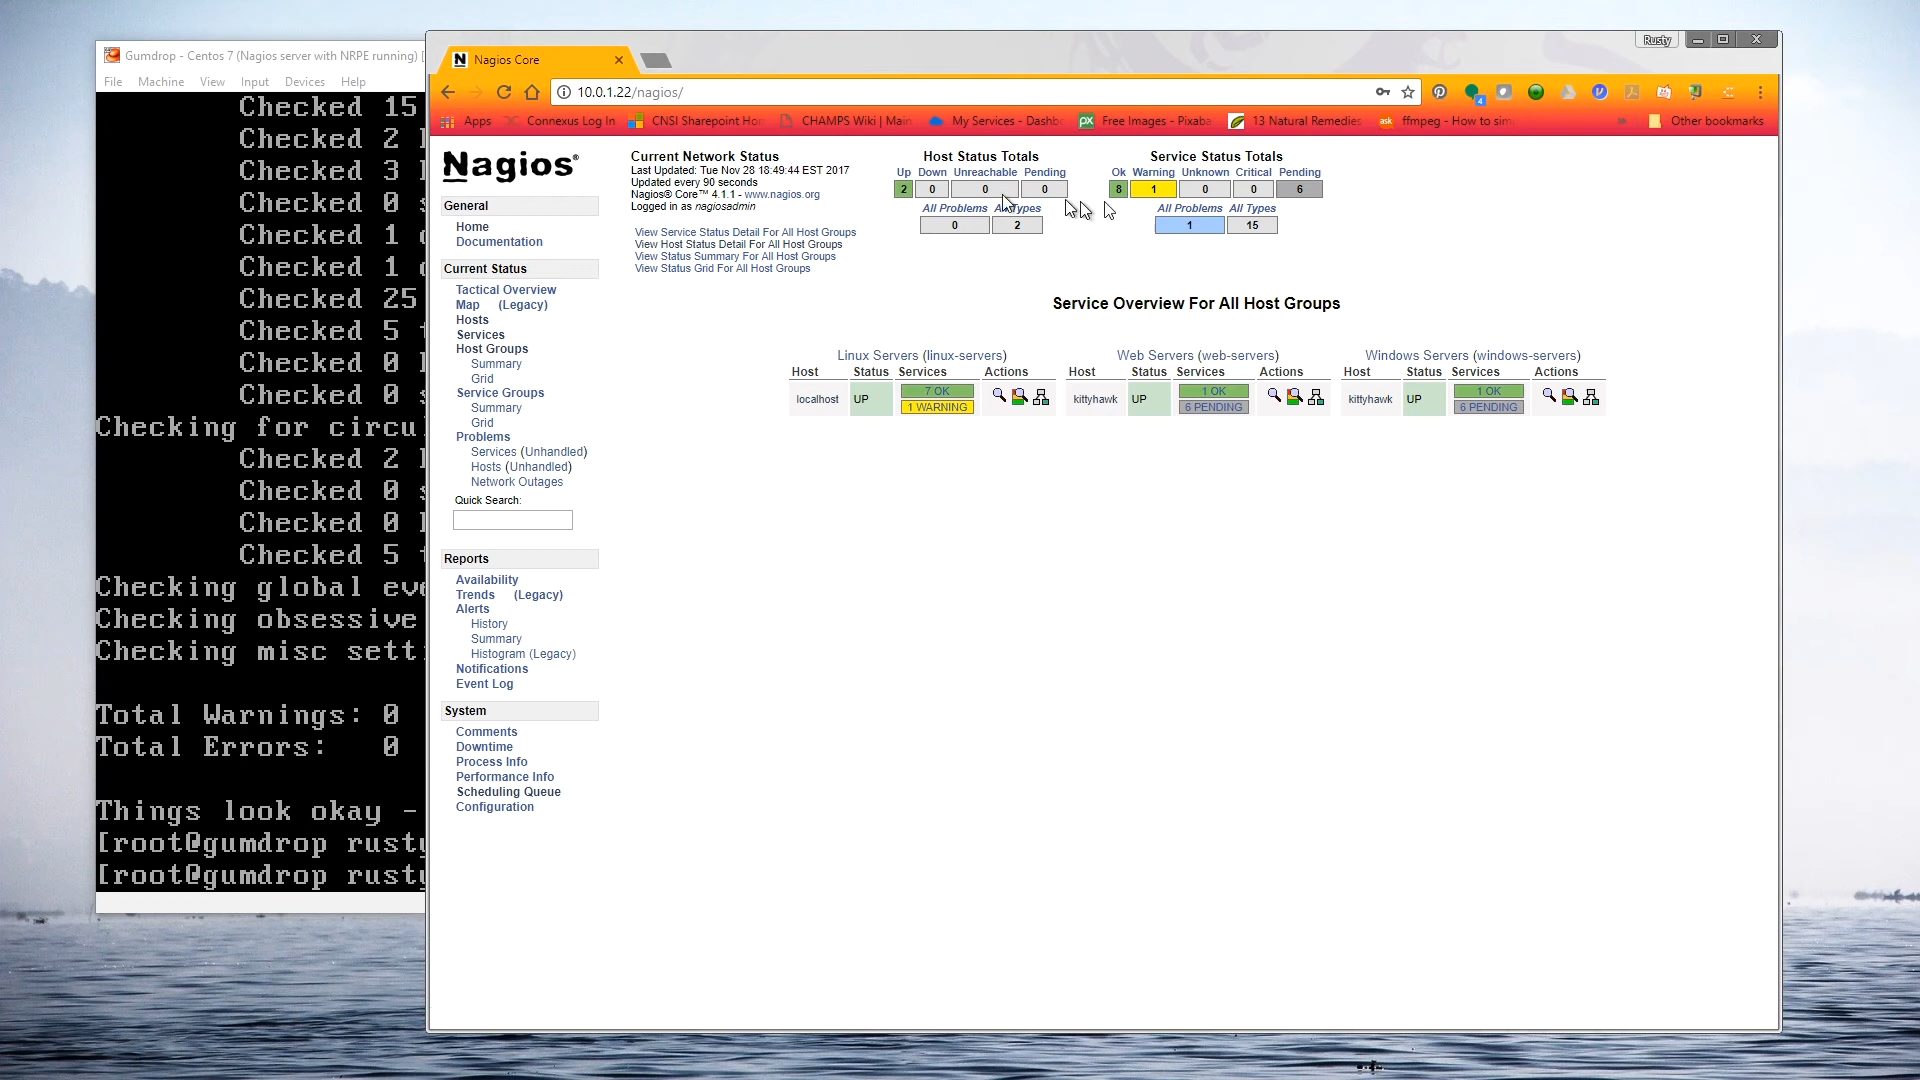 Gumdrop - Centos 7 (Nagios server with NRPE running) [
File Machine View Input Devices Help
Checked 15
Checked 2
Checked 3
Checked 0
Checked 1
Checked 1
Checked 25
Checked 5
Checked 0
Checked 0
Checking for circul
Checked 2
Checked 0
Checked 0
Checked 5
Checking global eve
Checking obsessive
Checking misc setti
Total Warnings: 0
Total Errors: 0
Things look okay -
[root@gumdrop rusty
[root@gumdrop rusty
Rusty
Nagios Core
10.0.1.22/nagios/
4
Apps Connexus Log In CNSI Sharepoint Hor CHAMPS Wiki | Main My Services - Dashb Free Images - Pixaba 13 Natural Remedies ffmpeg - How to sim Other bookmarks
Nagios®
General
Home
Documentation
Current Status
Tactical Overview
Map (Legacy)
Hosts
Services
Host Groups
Summary
Grid
Service Groups
Summary
Grid
Problems
Services (Unhandled)
Hosts (Unhandled)
Network Outages
Quick Search:
Reports
Availability
Trends (Legacy)
Alerts
History
Summary
Histogram (Legacy)
Notifications
Event Log
System
Comments
Downtime
Process Info
Performance Info
Scheduling Queue
Configuration
Current Network Status
Last Updated: Tue Nov 28 18:49:44 EST 2017
Updated every 90 seconds
Nagios® Core™ 4.1.1 - www.nagios.org
Logged in as nagiosadmin
View Service Status Detail For All Host Groups
View Host Status Detail For All Host Groups
View Status Summary For All Host Groups
View Status Grid For All Host Groups
Host Status Totals
Up Down Unreachable Pending
2 0 0 0
All Problems All Types
0 2
Service Status Totals
Ok Warning Unknown Critical Pending
8 1 0 0 6
All Problems All Types
1 15
Service Overview For All Host Groups
Linux Servers (linux-servers)
Host Status Services Actions
localhost UP 7 OK
1 WARNING
Web Servers (web-servers)
Host Status Services Actions
kittyhawk UP 1 OK
6 PENDING
Windows Servers (windows-servers)
Host Status Services Actions
kittyhawk UP 1 OK
6 PENDING